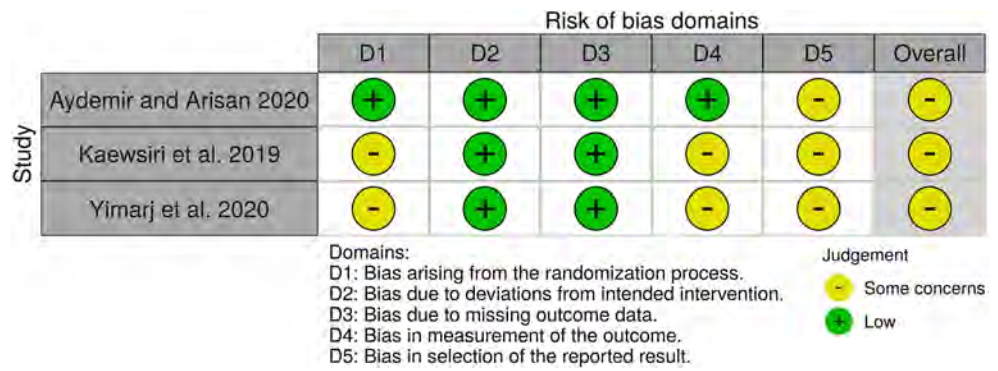 Risk of bias domains
D1 D2 D3 D4 D5 Overall
Study
Aydemir and Arisan 2020 + + + + - -
Kaewsiri et al. 2019 - + + - - -
Yimarj et al. 2020 - + + - - -
Domains:
D1: Bias arising from the randomization process.
D2: Bias due to deviations from intended intervention.
D3: Bias due to missing outcome data.
D4: Bias in measurement of the outcome.
D5: Bias in selection of the reported result.
Judgement
- Some concerns
+ Low